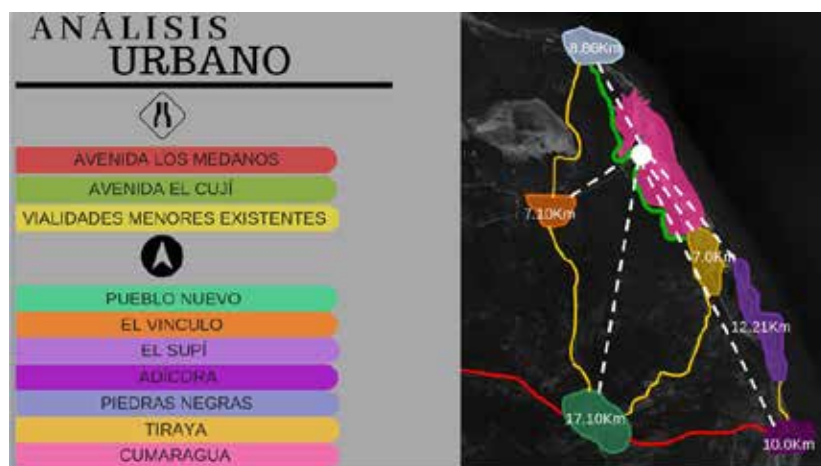 ANÁLISIS
URBANO
AVENIDA LOS MEDANOS
AVENIDA EL CUJÍ
VIALIDADES MENORES EXISTENTES
PUEBLO NUEVO
EL VINCULO
EL SUPÍ
ADÍCORA
PIEDRAS NEGRAS
TIRAYA
CUMARAGUA
8.86Km
7.10Km
7.0Km
12.21Km
17.10Km
10.0Km